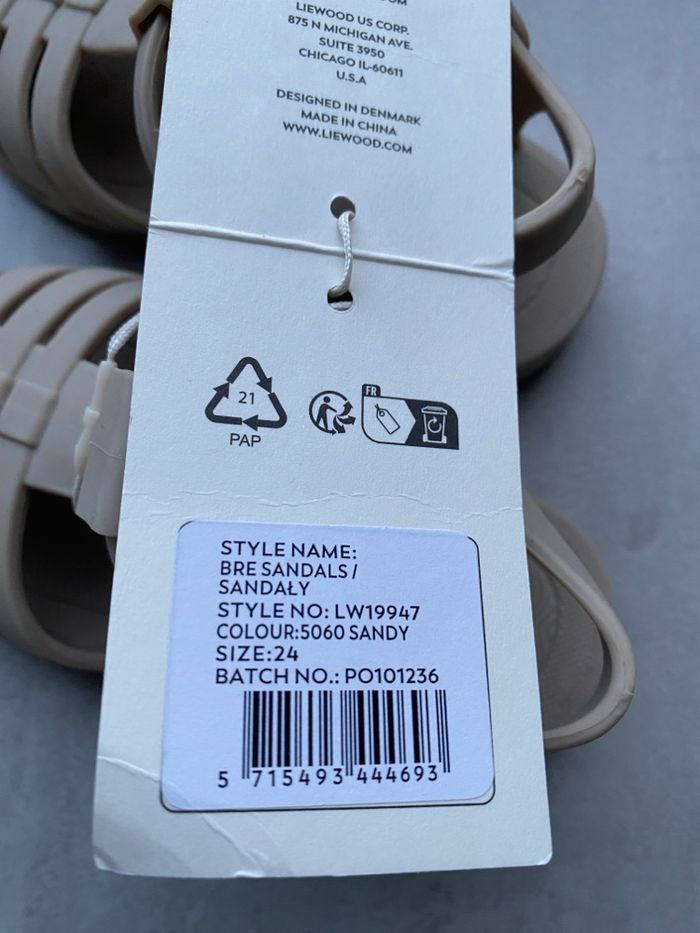 LIEWOOD US CORP.
875 N MICHIGAN AVE.
SUITE 3950
CHICAGO IL-60611
U.S.A
DESIGNED IN DENMARK
MADE IN CHINA
WWW.LIEWOOD.COM
21
PAP
FR
STYLE NAME:
BRE SANDALS /
SANDAŁY
STYLE NO: LW19947
COLOUR:5060 SANDY
SIZE:24
BATCH NO.: PO101236
5 715493 444693